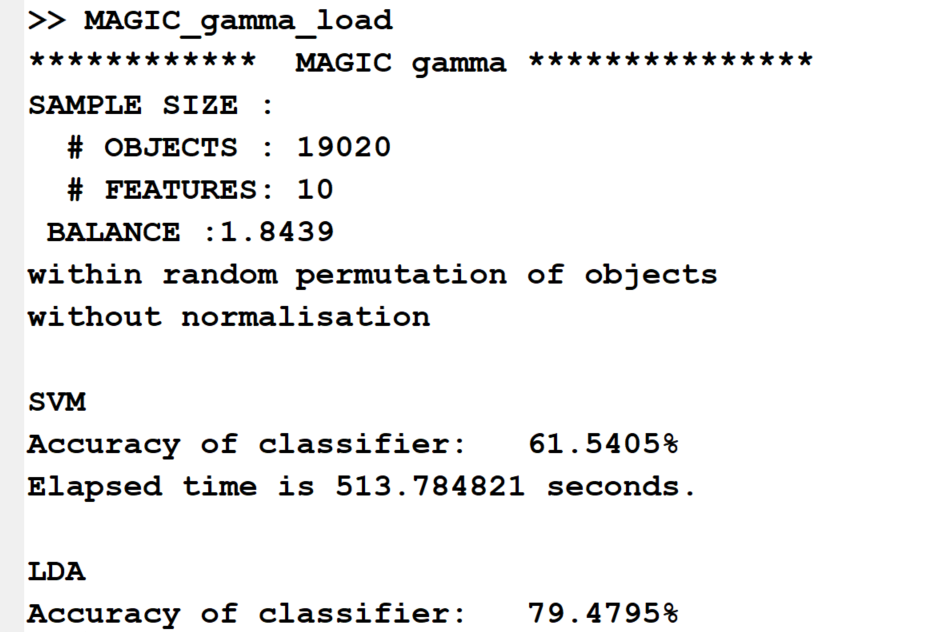 >> MAGIC_gamma_load
************ MAGIC gamma ***************
SAMPLE SIZE :
# OBJECTS : 19020
# FEATURES: 10
BALANCE :1.8439
within random permutation of objects
without normalisation
SVM
Accuracy of classifier: 61.5405%
Elapsed time is 513.784821 seconds.
LDA
Accuracy of classifier: 79.4795%